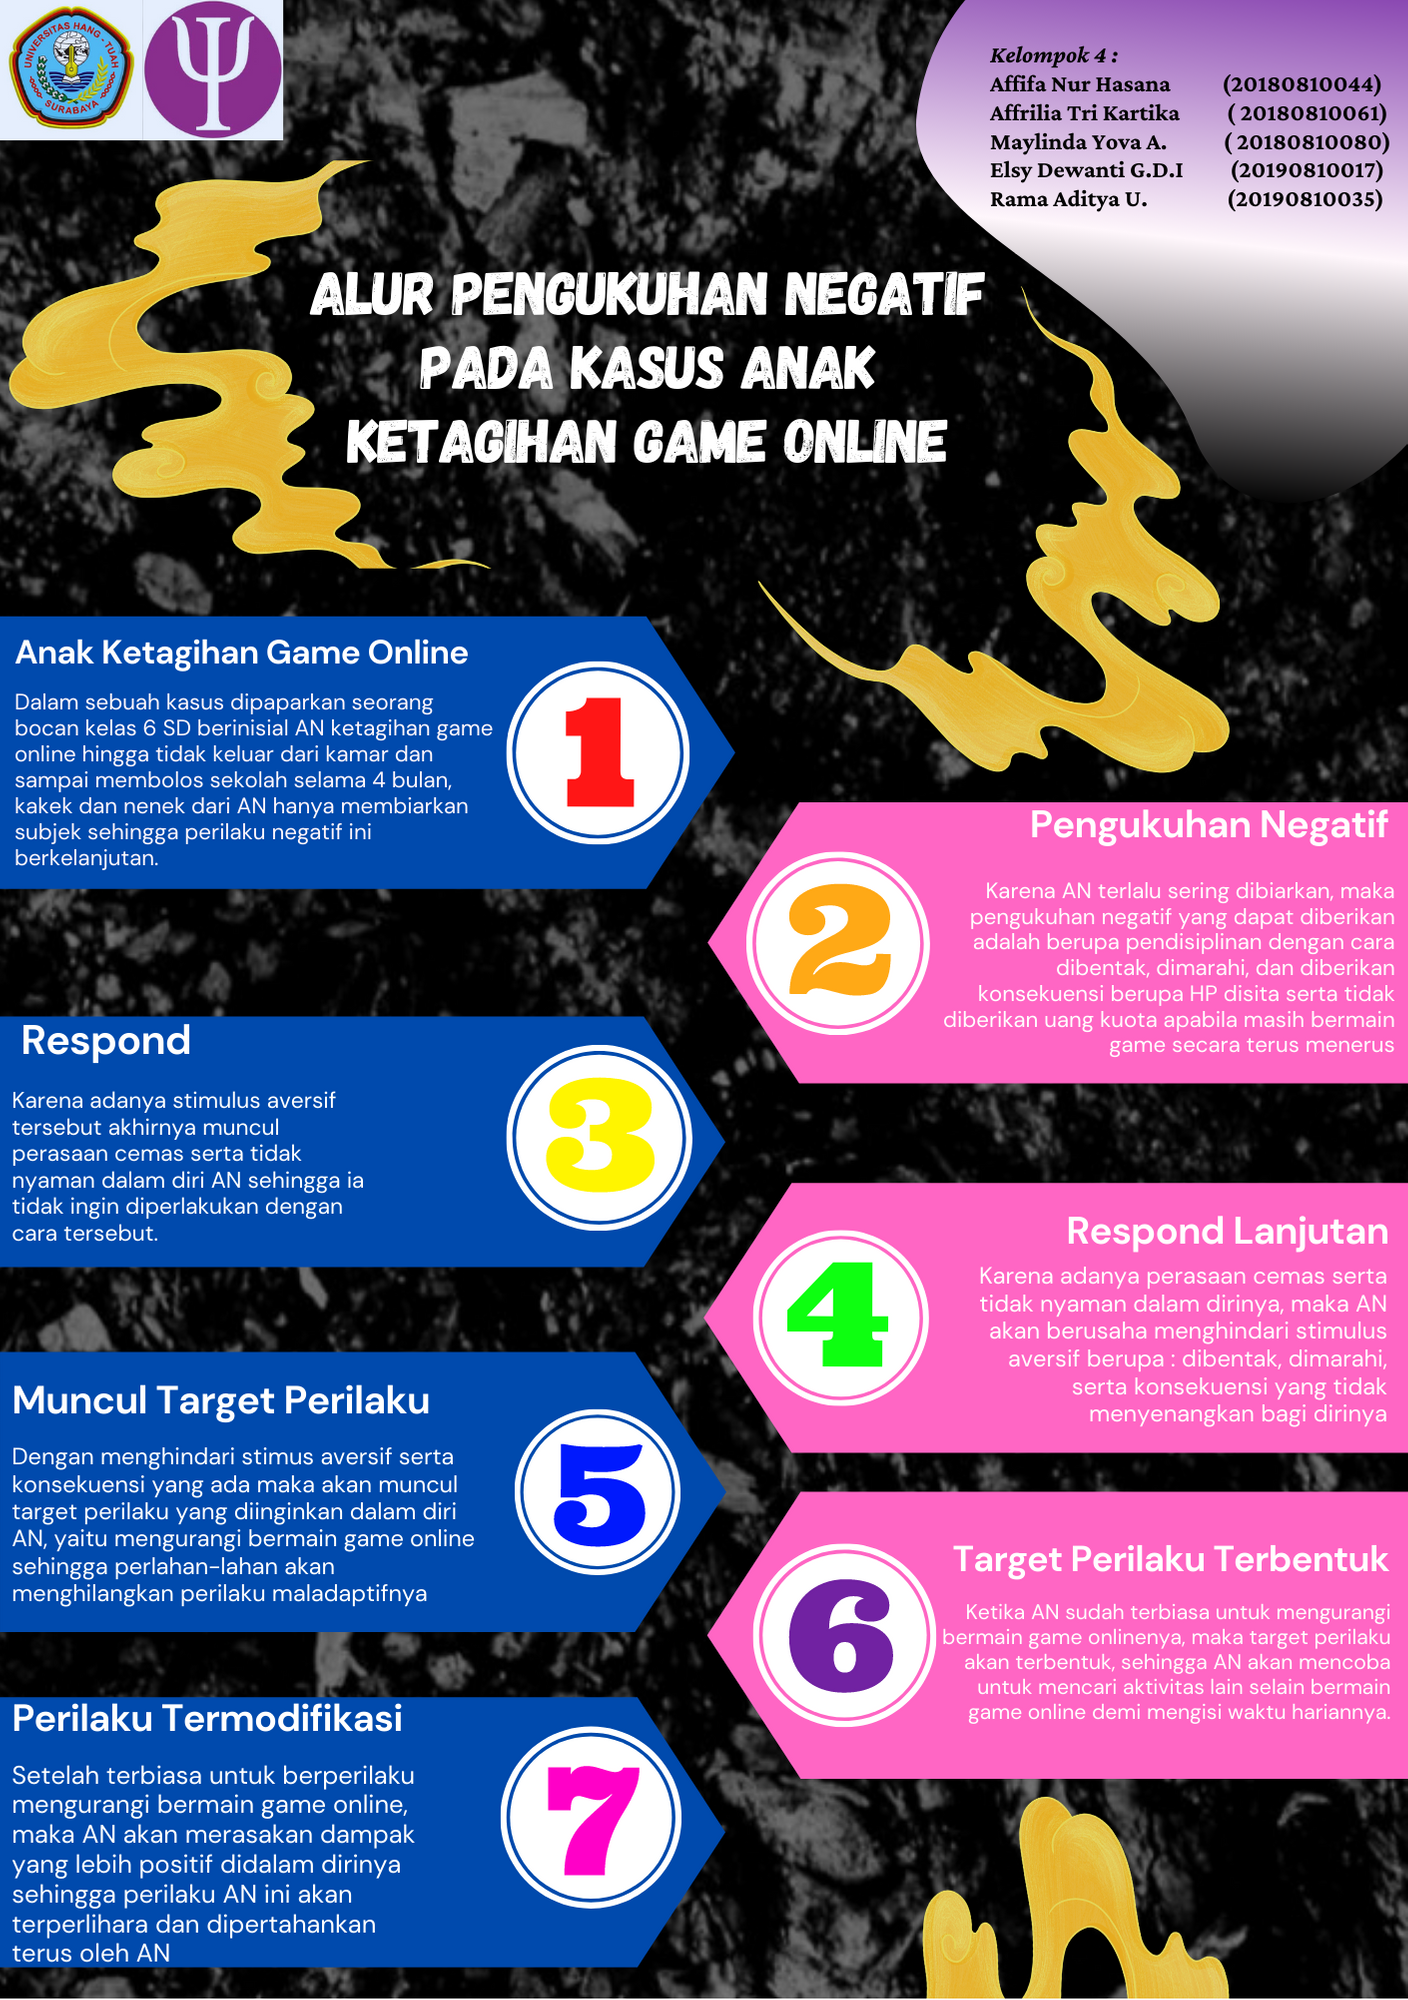 UNIVERSITAS HANG - TUAH
SURABAYA
Kelompok 4 :
Affifa Nur Hasana (20180810044)
Affrilia Tri Kartika ( 20180810061)
Maylinda Yova A. ( 20180810080)
Elsy Dewanti G.D.I (20190810017)
Rama Aditya U. (20190810035)
ALUR PENGUKUHAN NEGATIF
PADA KASUS ANAK
KETAGIHAN GAME ONLINE
Anak Ketagihan Game Online
Dalam sebuah kasus dipaparkan seorang
bocan kelas 6 SD berinisial AN ketagihan game
online hingga tidak keluar dari kamar dan
sampai membolos sekolah selama 4 bulan,
kakek dan nenek dari AN hanya membiarkan
subjek sehingga perilaku negatif ini
berkelanjutan.
1
Pengukuhan Negatif
Karena AN terlalu sering dibiarkan, maka
pengukuhan negatif yang dapat diberikan
adalah berupa pendisiplinan dengan cara
dibentak, dimarahi, dan diberikan
konsekuensi berupa HP disita serta tidak
diberikan uang kuota apabila masih bermain
game secara terus menerus
2
Respond
Karena adanya stimulus aversif
tersebut akhirnya muncul
perasaan cemas serta tidak
nyaman dalam diri AN sehingga ia
tidak ingin diperlakukan dengan
cara tersebut.
3
Respond Lanjutan
Karena adanya perasaan cemas serta
tidak nyaman dalam dirinya, maka AN
akan berusaha menghindari stimulus
aversif berupa : dibentak, dimarahi,
serta konsekuensi yang tidak
menyenangkan bagi dirinya
4
Muncul Target Perilaku
Dengan menghindari stimus aversif serta
konsekuensi yang ada maka akan muncul
target perilaku yang diinginkan dalam diri
AN, yaitu mengurangi bermain game online
sehingga perlahan-lahan akan
menghilangkan perilaku maladaptifnya
5
Target Perilaku Terbentuk
Ketika AN sudah terbiasa untuk mengurangi
bermain game onlinenya, maka target perilaku
akan terbentuk, sehingga AN akan mencoba
untuk mencari aktivitas lain selain bermain
game online demi mengisi waktu hariannya.
6
Perilaku Termodifikasi
Setelah terbiasa untuk berperilaku
mengurangi bermain game online,
maka AN akan merasakan dampak
yang lebih positif didalam dirinya
sehingga perilaku AN ini akan
terperlihara dan dipertahankan
terus oleh AN
7